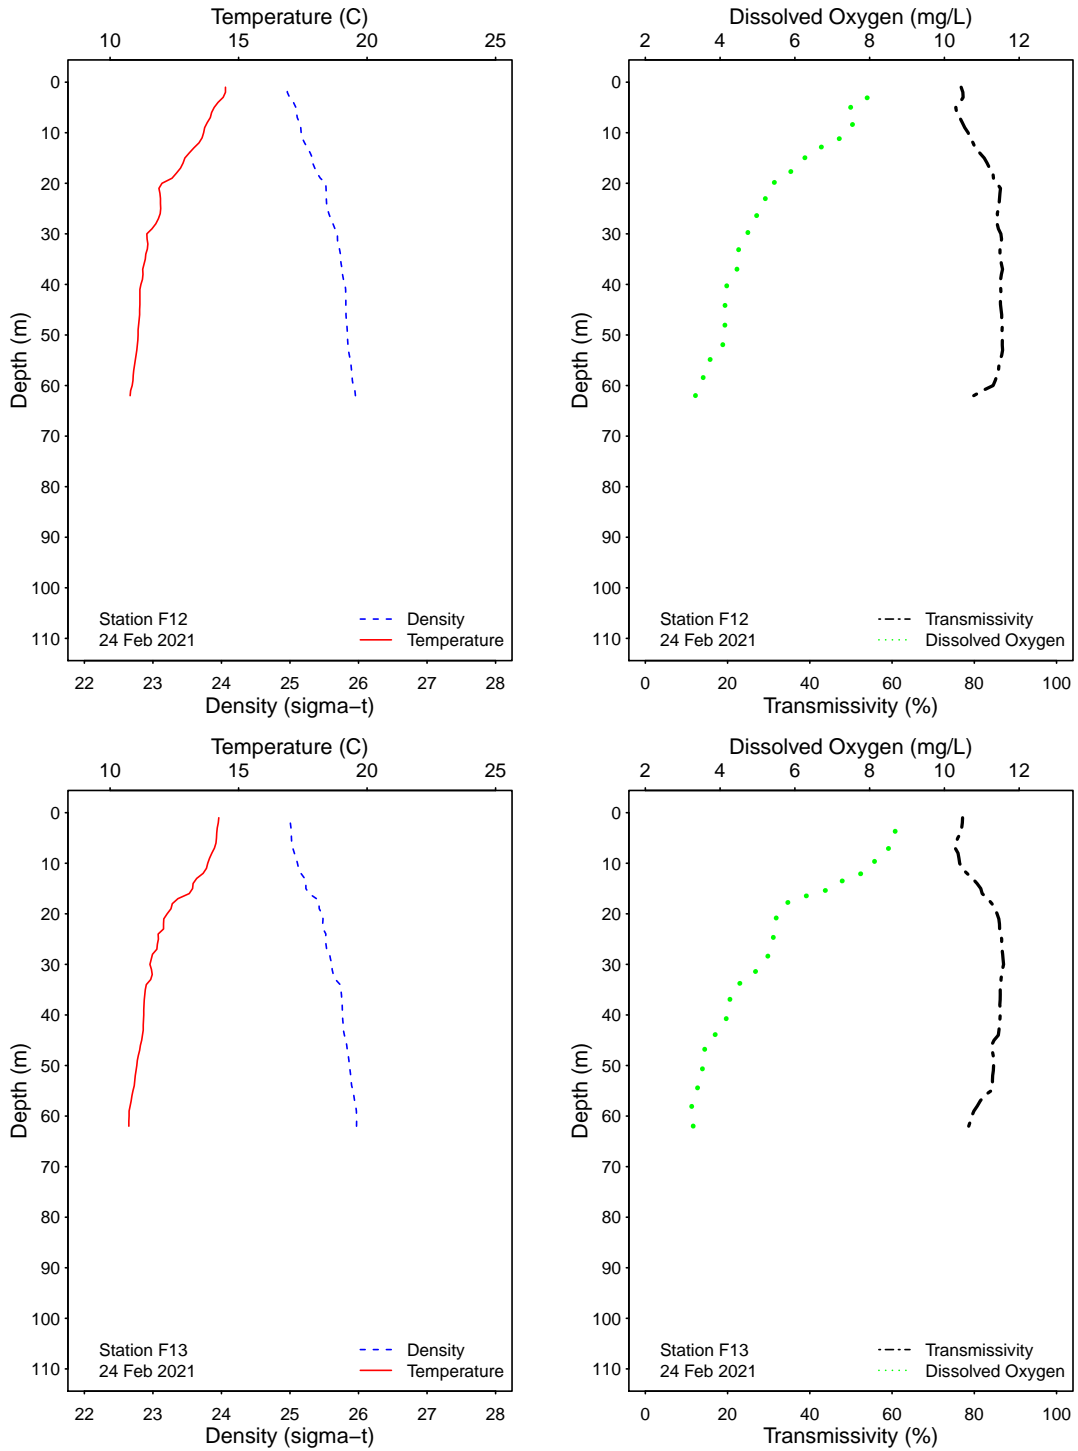 Temperature (C)
10 15 20 25
0
10
20
30
40
50
60
70
80
90
100
110
Depth (m)
Station F12
24 Feb 2021
Density
Temperature
22 23 24 25 26 27 28
Density (sigma−t)
Dissolved Oxygen (mg/L)
2 4 6 8 10 12
0
10
20
30
40
50
60
70
80
90
100
110
Depth (m)
Station F12
24 Feb 2021
Transmissivity
Dissolved Oxygen
0 20 40 60 80 100
Transmissivity (%)
Temperature (C)
10 15 20 25
0
10
20
30
40
50
60
70
80
90
100
110
Depth (m)
Station F13
24 Feb 2021
Density
Temperature
22 23 24 25 26 27 28
Density (sigma−t)
Dissolved Oxygen (mg/L)
2 4 6 8 10 12
0
10
20
30
40
50
60
70
80
90
100
110
Depth (m)
Station F13
24 Feb 2021
Transmissivity
Dissolved Oxygen
0 20 40 60 80 100
Transmissivity (%)